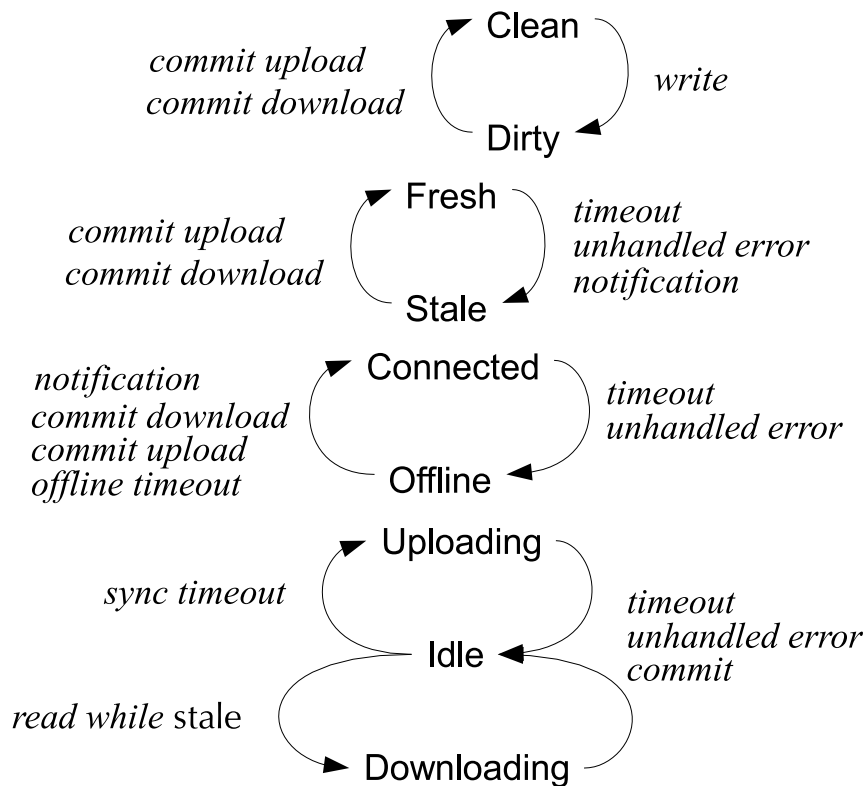 Clean
commit upload
commit download
write
Dirty
Fresh
commit upload
commit download
timeout
unhandled error
notification
Stale
Connected
notification
commit download
commit upload
offline timeout
timeout
unhandled error
Offline
Uploading
sync timeout
timeout
unhandled error
commit
Idle
read while stale
Downloading